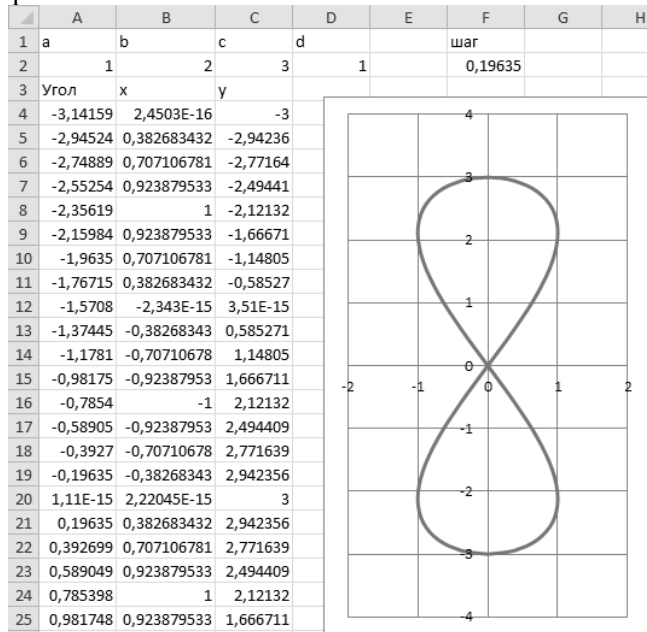 A B C D E F G H
1 a b c d шаг
2 1 2 3 1 0,19635
3 Угол x y
4 -3,14159 2,4503E-16 -3
5 -2,94524 0,382683432 -2,94236
6 -2,74889 0,707106781 -2,77164
7 -2,55254 0,923879533 -2,49441
8 -2,35619 1 -2,12132
9 -2,15984 0,923879533 -1,66671
10 -1,9635 0,707106781 -1,14805
11 -1,76715 0,382683432 -0,58527
12 -1,5708 -2,343E-15 3,51E-15
13 -1,37445 -0,38268343 0,585271
14 -1,1781 -0,70710678 1,14805
15 -0,98175 -0,92387953 1,666711
16 -0,7854 -1 2,12132
17 -0,58905 -0,92387953 2,494409
18 -0,3927 -0,70710678 2,771639
19 -0,19635 -0,38268343 2,942356
20 1,11E-15 2,22045E-15 3
21 0,19635 0,382683432 2,942356
22 0,392699 0,707106781 2,771639
23 0,589049 0,923879533 2,494409
24 0,785398 1 2,12132
25 0,981748 0,923879533 1,666711
4
3
2
1
0
-2 -1 0 1 2
-1
-2
-3
-4